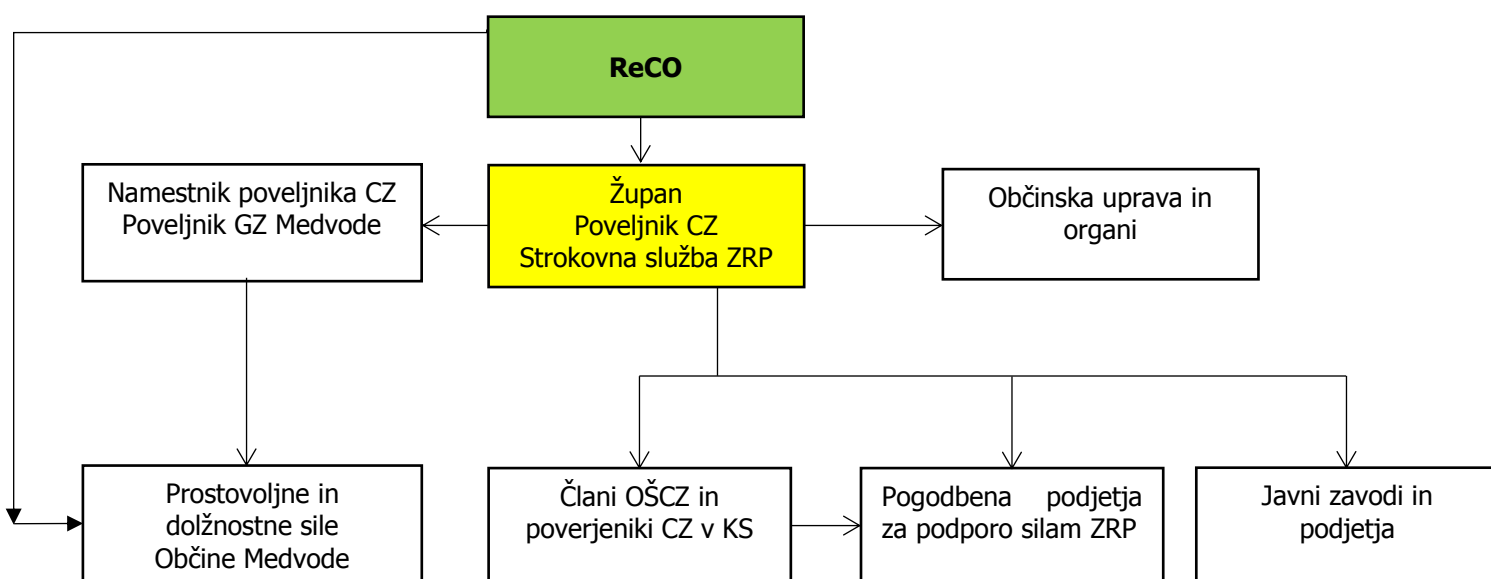 ReCO
Namestnik poveljnika CZ
Poveljnik GZ Medvode
Župan
Poveljnik CZ
Strokovna služba ZRP
Občinska uprava in
organi
Prostovoljne in
dolžnostne sile
Občine Medvode
Člani OŠCZ in
poverjeniki CZ v KS
Pogodbena podjetja
za podporo silam ZRP
Javni zavodi in
podjetja